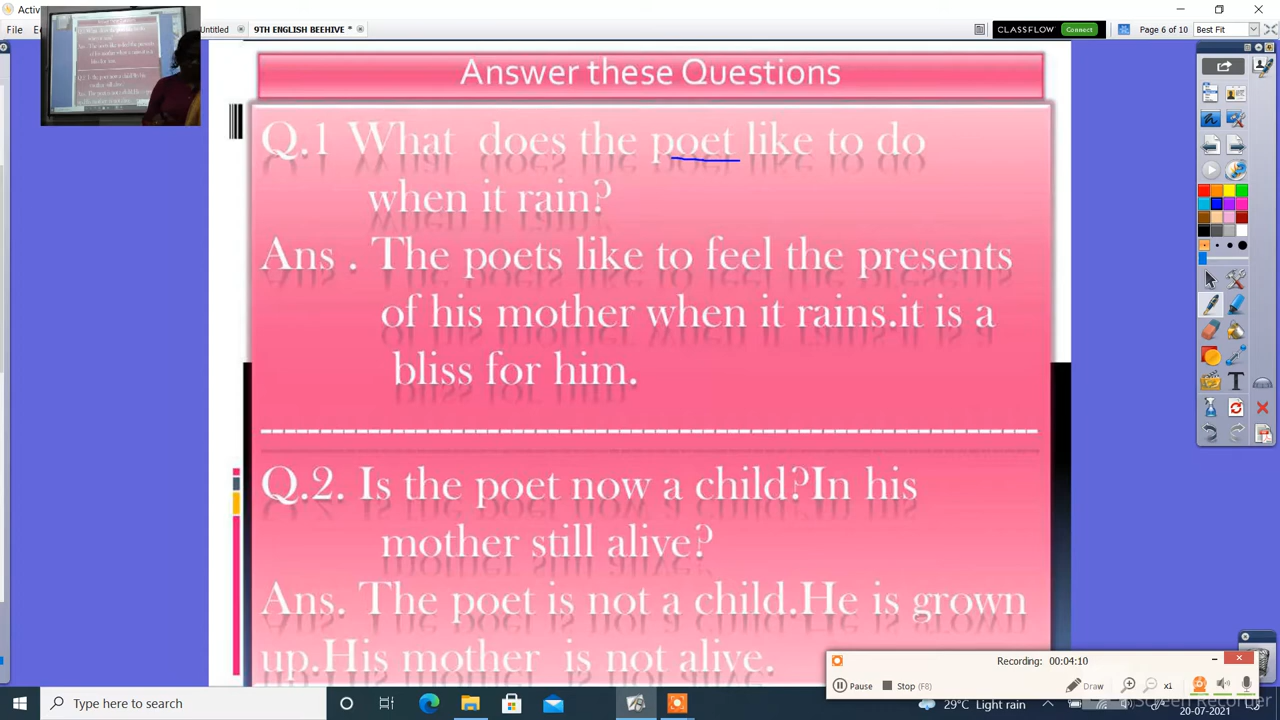 Activ
File
Untitled
9TH ENGLISH BEEHIVE *
CLASSFLOW
Connect
Page 6 of 10
Best Fit
Answer these Questions
Q.1 What does the poet like to do
when it rain?
Ans . The poets like to feel the presents
of his mother when it rains.it is a
bliss for him.
Q.2. Is the poet now a child?In his
mother still alive?
Ans. The poet is not a child.He is grown
up.His mother is not alive.
Recording: 00:04:10
Pause
Stop (F8)
Draw
x1
Type here to search
29°C Light rain
20-07-2021
Screen Recorder